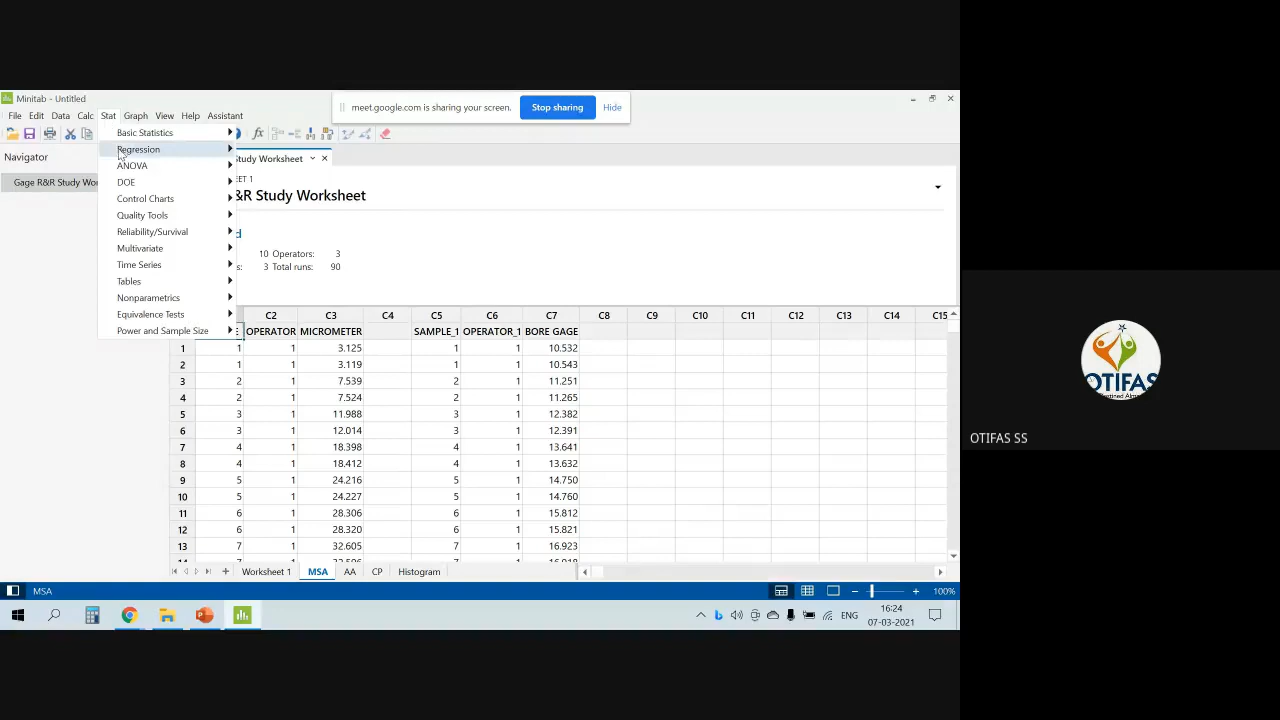 Minitab - Untitled
meet.google.com is sharing your screen. Stop sharing Hide
File Edit Data Calc Stat Graph View Help Assistant
Basic Statistics
Regression
ANOVA
DOE
Control Charts
Quality Tools
Reliability/Survival
Multivariate
Time Series
Tables
Nonparametrics
Equivalence Tests
Power and Sample Size
Navigator
Gage R&R Study Wor
Study Worksheet
EET 1
&R Study Worksheet
d
10 Operators: 3
s: 3 Total runs: 90
C2 C3 C4 C5 C6 C7 C8 C9 C10 C11 C12 C13 C14 C15
E OPERATOR MICROMETER SAMPLE_1 OPERATOR_1 BORE GAGE
1 1 1 3.125 1 1 10.532
2 1 1 3.119 1 1 10.543
3 2 1 7.539 2 1 11.251
4 2 1 7.524 2 1 11.265
5 3 1 11.988 3 1 12.382
6 3 1 12.014 3 1 12.391
7 4 1 18.398 4 1 13.641
8 4 1 18.412 4 1 13.632
9 5 1 24.216 5 1 14.750
10 5 1 24.227 5 1 14.760
11 6 1 28.306 6 1 15.812
12 6 1 28.320 6 1 15.821
13 7 1 32.605 7 1 16.923
Worksheet 1 MSA AA CP Histogram
MSA
100%
ENG
16:24
07-03-2021
OTIFAS
OTIFAS SS